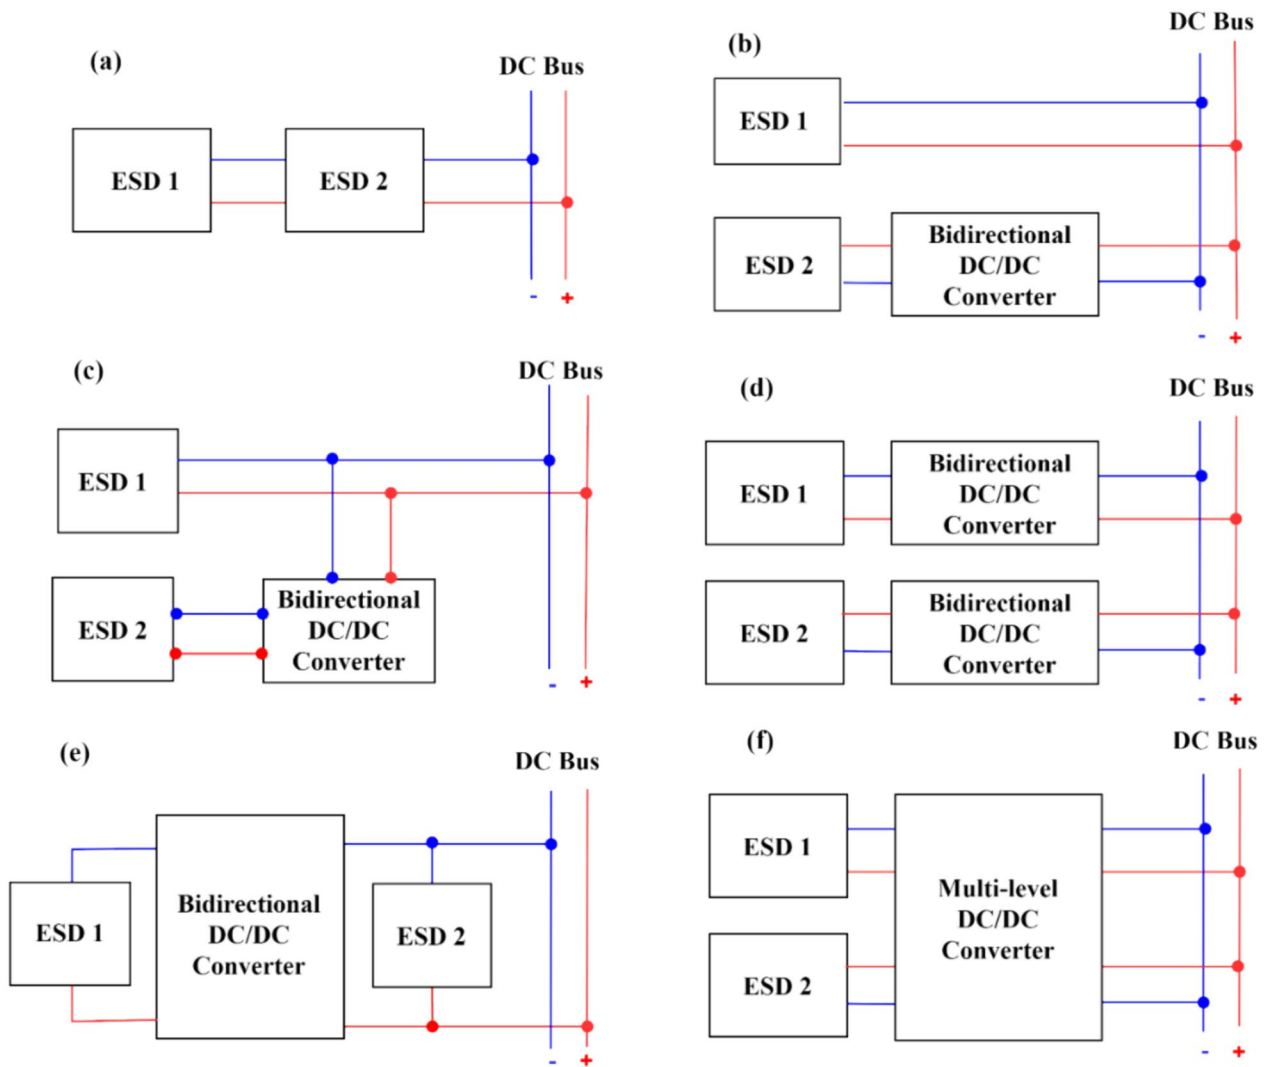 (a)
DC Bus
ESD 1
ESD 2
-
+
(b)
DC Bus
ESD 1
ESD 2
Bidirectional
DC/DC
Converter
-
+
(c)
DC Bus
ESD 1
ESD 2
Bidirectional
DC/DC
Converter
-
+
(d)
DC Bus
ESD 1
Bidirectional
DC/DC
Converter
ESD 2
Bidirectional
DC/DC
Converter
-
+
(e)
DC Bus
ESD 1
Bidirectional
DC/DC
Converter
ESD 2
-
+
(f)
DC Bus
ESD 1
ESD 2
Multi-level
DC/DC
Converter
-
+